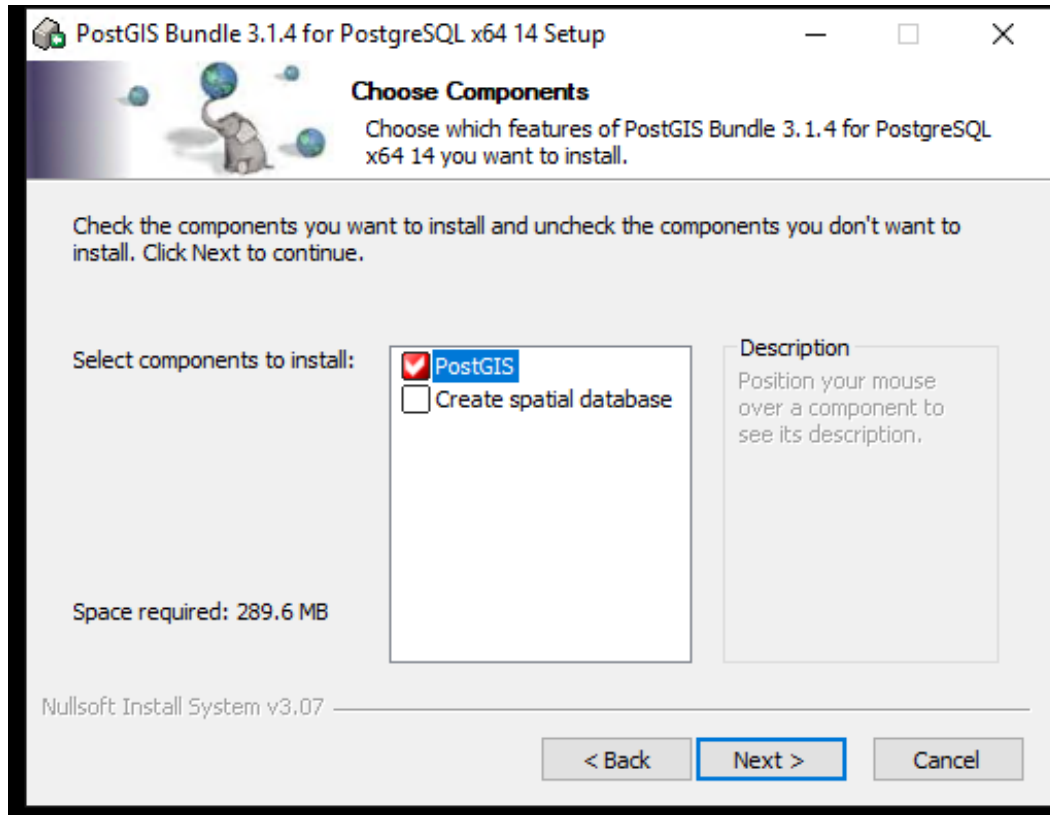 PostGIS Bundle 3.1.4 for PostgreSQL x64 14 Setup
Choose Components
Choose which features of PostGIS Bundle 3.1.4 for PostgreSQL
x64 14 you want to install.
Check the components you want to install and uncheck the components you don't want to
install. Click Next to continue.
Select components to install:
PostGIS
Create spatial database
Description
Position your mouse
over a component to
see its description.
Space required: 289.6 MB
Nullsoft Install System v3.07
< Back
Next >
Cancel